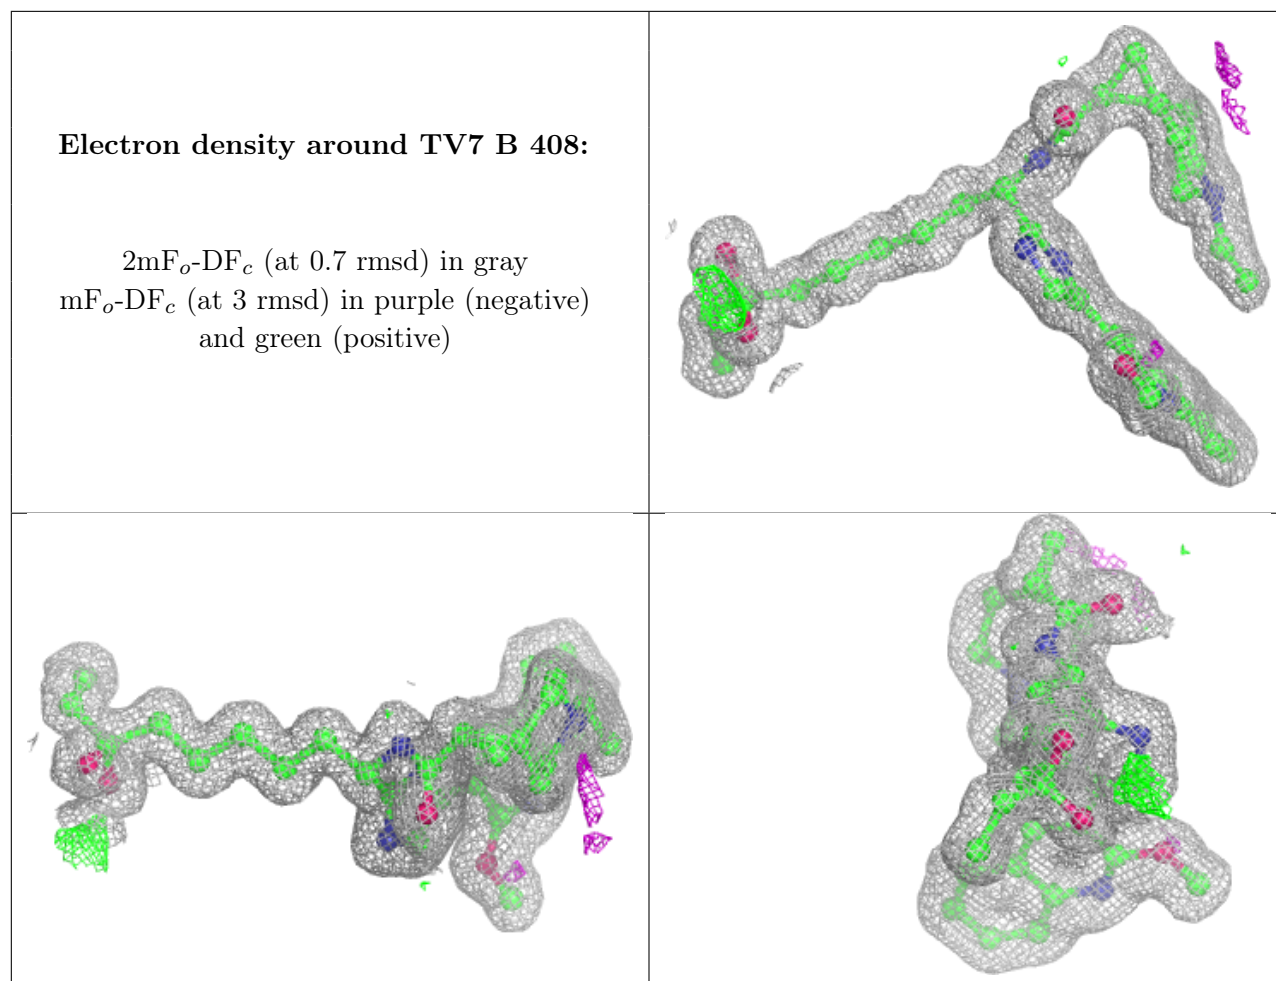 Electron density around TV7 B 408:
2mFo-DFc (at 0.7 rmsd) in gray
mFo-DFc (at 3 rmsd) in purple (negative)
and green (positive)